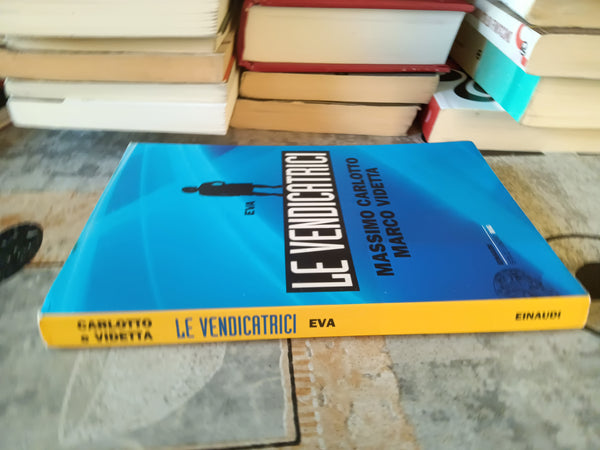 EVA
LE VENDICATRICI
MASSIMO CARLOTTO
MARCO VIDETTA
CARLOTTO
e VIDETTA
LE VENDICATRICI
EVA
EINAUDI